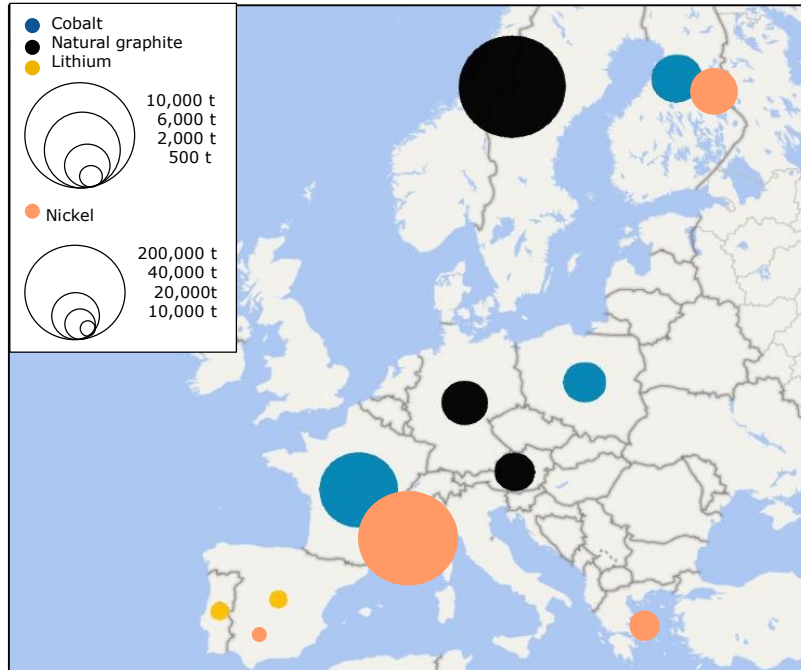 Cobalt
Natural graphite
Lithium
10,000 t
6,000 t
2,000 t
500 t
Nickel
200,000 t
40,000 t
20,000t
10,000 t